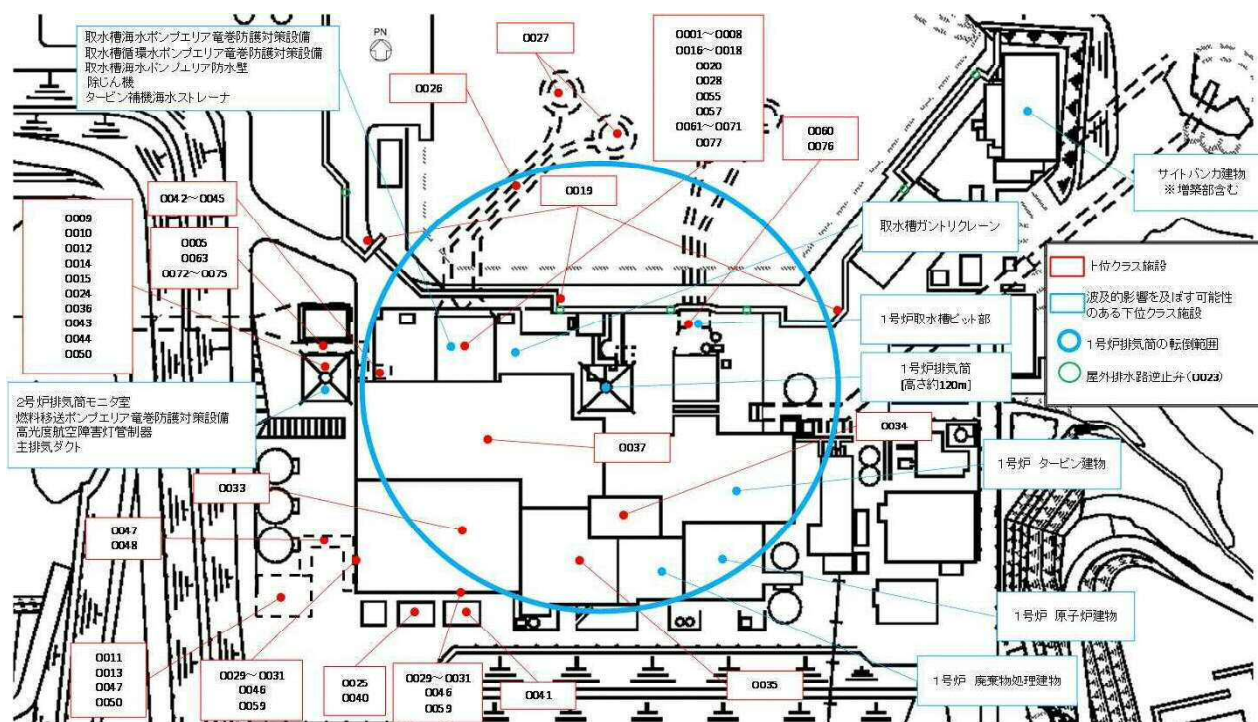 取水槽海水ポンプエリア竜巻防護対策設備
取水槽循環水ポンプエリア竜巻防護対策設備
取水槽海水ポンプエリア防水壁
除じん機
タービン補機海水ストレーナ
PN
0026
0027
0001～0008
0016～0018
0020
0028
0055
0057
0061～0071
0077
0060
0076
サイトバンカ建物
※増築部含む
0042～0045
0019
0009
0010
0012
0014
0015
0024
0036
0043
0044
0050
0005
0063
0072～0075
取水槽ガントリクレーン
上位クラス施設
波及的影響を及ぼす可能性
のある下位クラス施設
1号炉排気筒の転倒範囲
屋外排水路逆止弁(0023)
1号炉取水槽ピット部
1号炉排気筒
[高さ約120m]
2号炉排気筒モニタ室
燃料移送ポンプエリア竜巻防護対策設備
高光度航空障害灯管制器
主排気ダクト
0037
0034
1号炉 タービン建物
0033
0047
0048
1号炉 原子炉建物
0011
0013
0047
0050
0029～0031
0046
0059
0025
0040
0029～0031
0046
0059
0041
0035
1号炉 廃棄物処理建物